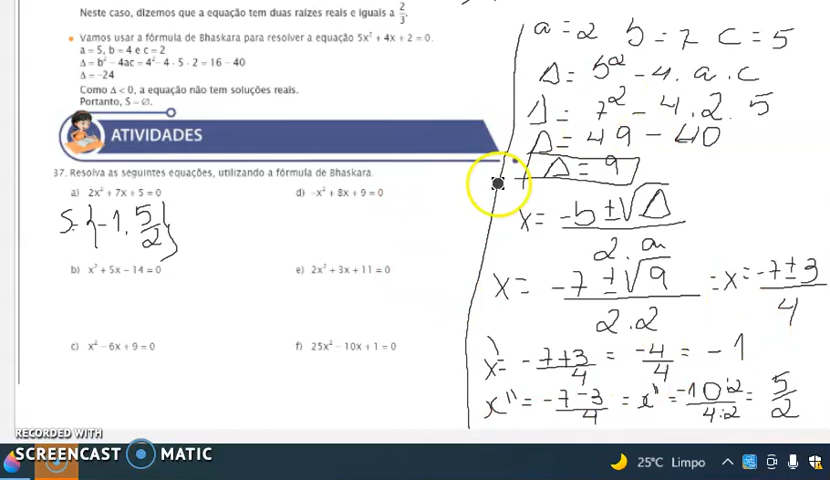 Neste caso, dizemos que a equação tem duas raízes reais e iguais a 2/3.
• Vamos usar a fórmula de Bhaskara para resolver a equação 5x² + 4x + 2 = 0.
a = 5, b = 4 e c = 2
Δ = b² − 4ac = 4² − 4 · 5 · 2 = 16 − 40
Δ = −24
Como Δ < 0, a equação não tem soluções reais.
Portanto, S = ∅.
ATIVIDADES
37. Resolva as seguintes equações, utilizando a fórmula de Bhaskara.
a) 2x² + 7x + 5 = 0
S = {-1, 5/2}
b) x² + 5x − 14 = 0
c) x² − 6x + 9 = 0
d) −x² + 8x + 9 = 0
e) 2x² + 3x + 11 = 0
f) 25x² − 10x + 1 = 0
a = 2 b = 7 c = 5
Δ = b² - 4. a. c
Δ = 7² - 4. 2. 5
Δ = 49 - 40
Δ = 9
x = -b ± √Δ / 2. a
x = -7 ± √9 / 2.2 = x = -7 ± 3 / 4
x' = -7+3/4 = -4/4 = -1
x'' = -7-3/4 = x'' = -10:2/4:2 = 5/2
RECORDED WITH
SCREENCAST MATIC
25°C Limpo